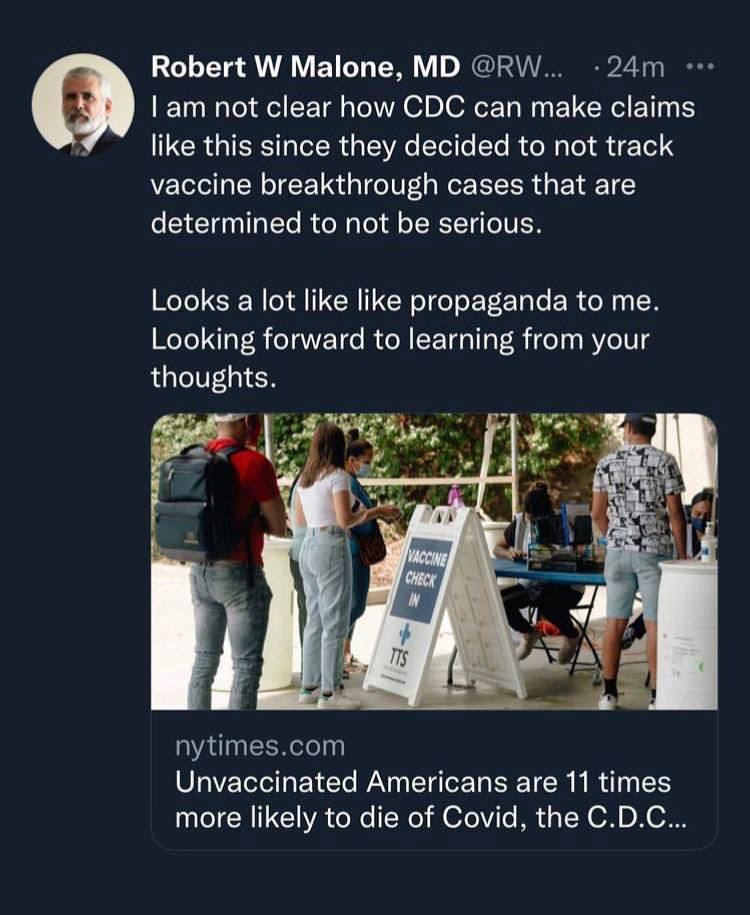 Robert W Malone, MD @RW... · 24m ...
I am not clear how CDC can make claims
like this since they decided to not track
vaccine breakthrough cases that are
determined to not be serious.
Looks a lot like like propaganda to me.
Looking forward to learning from your
thoughts.
VACCINE
CHECK
IN
TTS
nytimes.com
Unvaccinated Americans are 11 times
more likely to die of Covid, the C.D.C...